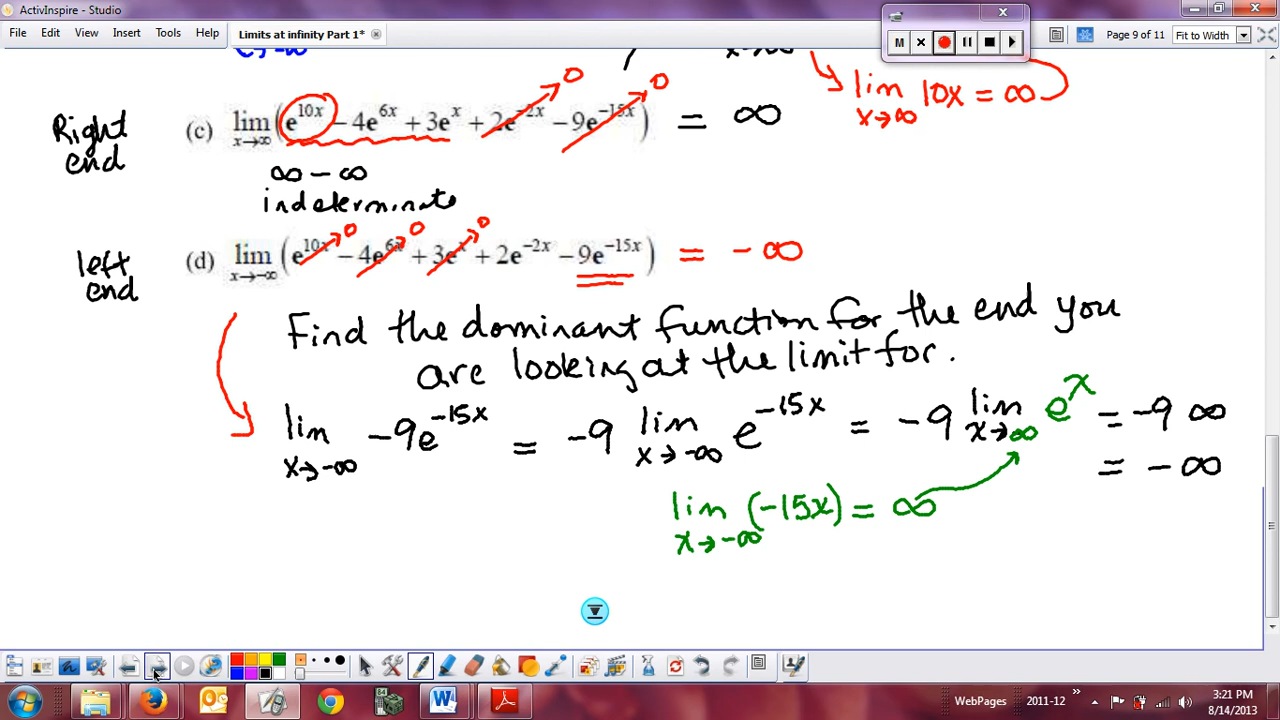 ActivInspire - Studio
File Edit View Insert Tools Help
Limits at infinity Part 1*
Page 9 of 11 Fit to Width
lim 10x = ∞
x→∞
Right end
(c) lim x→∞ (e^10x − 4e^6x + 3e^x + 2e^−2x − 9e^−15x) = ∞
0 0
∞ − ∞
indeterminate
left end
(d) lim x→−∞ (e^10x − 4e^6x + 3e^x + 2e^−2x − 9e^−15x) = −∞
0 0 0
Find the dominant function for the end you
are looking at the limit for.
lim x→−∞ −9e^−15x = −9 lim x→−∞ e^−15x = −9 lim x→∞ e^x = −9 ∞
= −∞
lim x→−∞ (−15x) = ∞
WebPages 2011-12
3:21 PM
8/14/2013